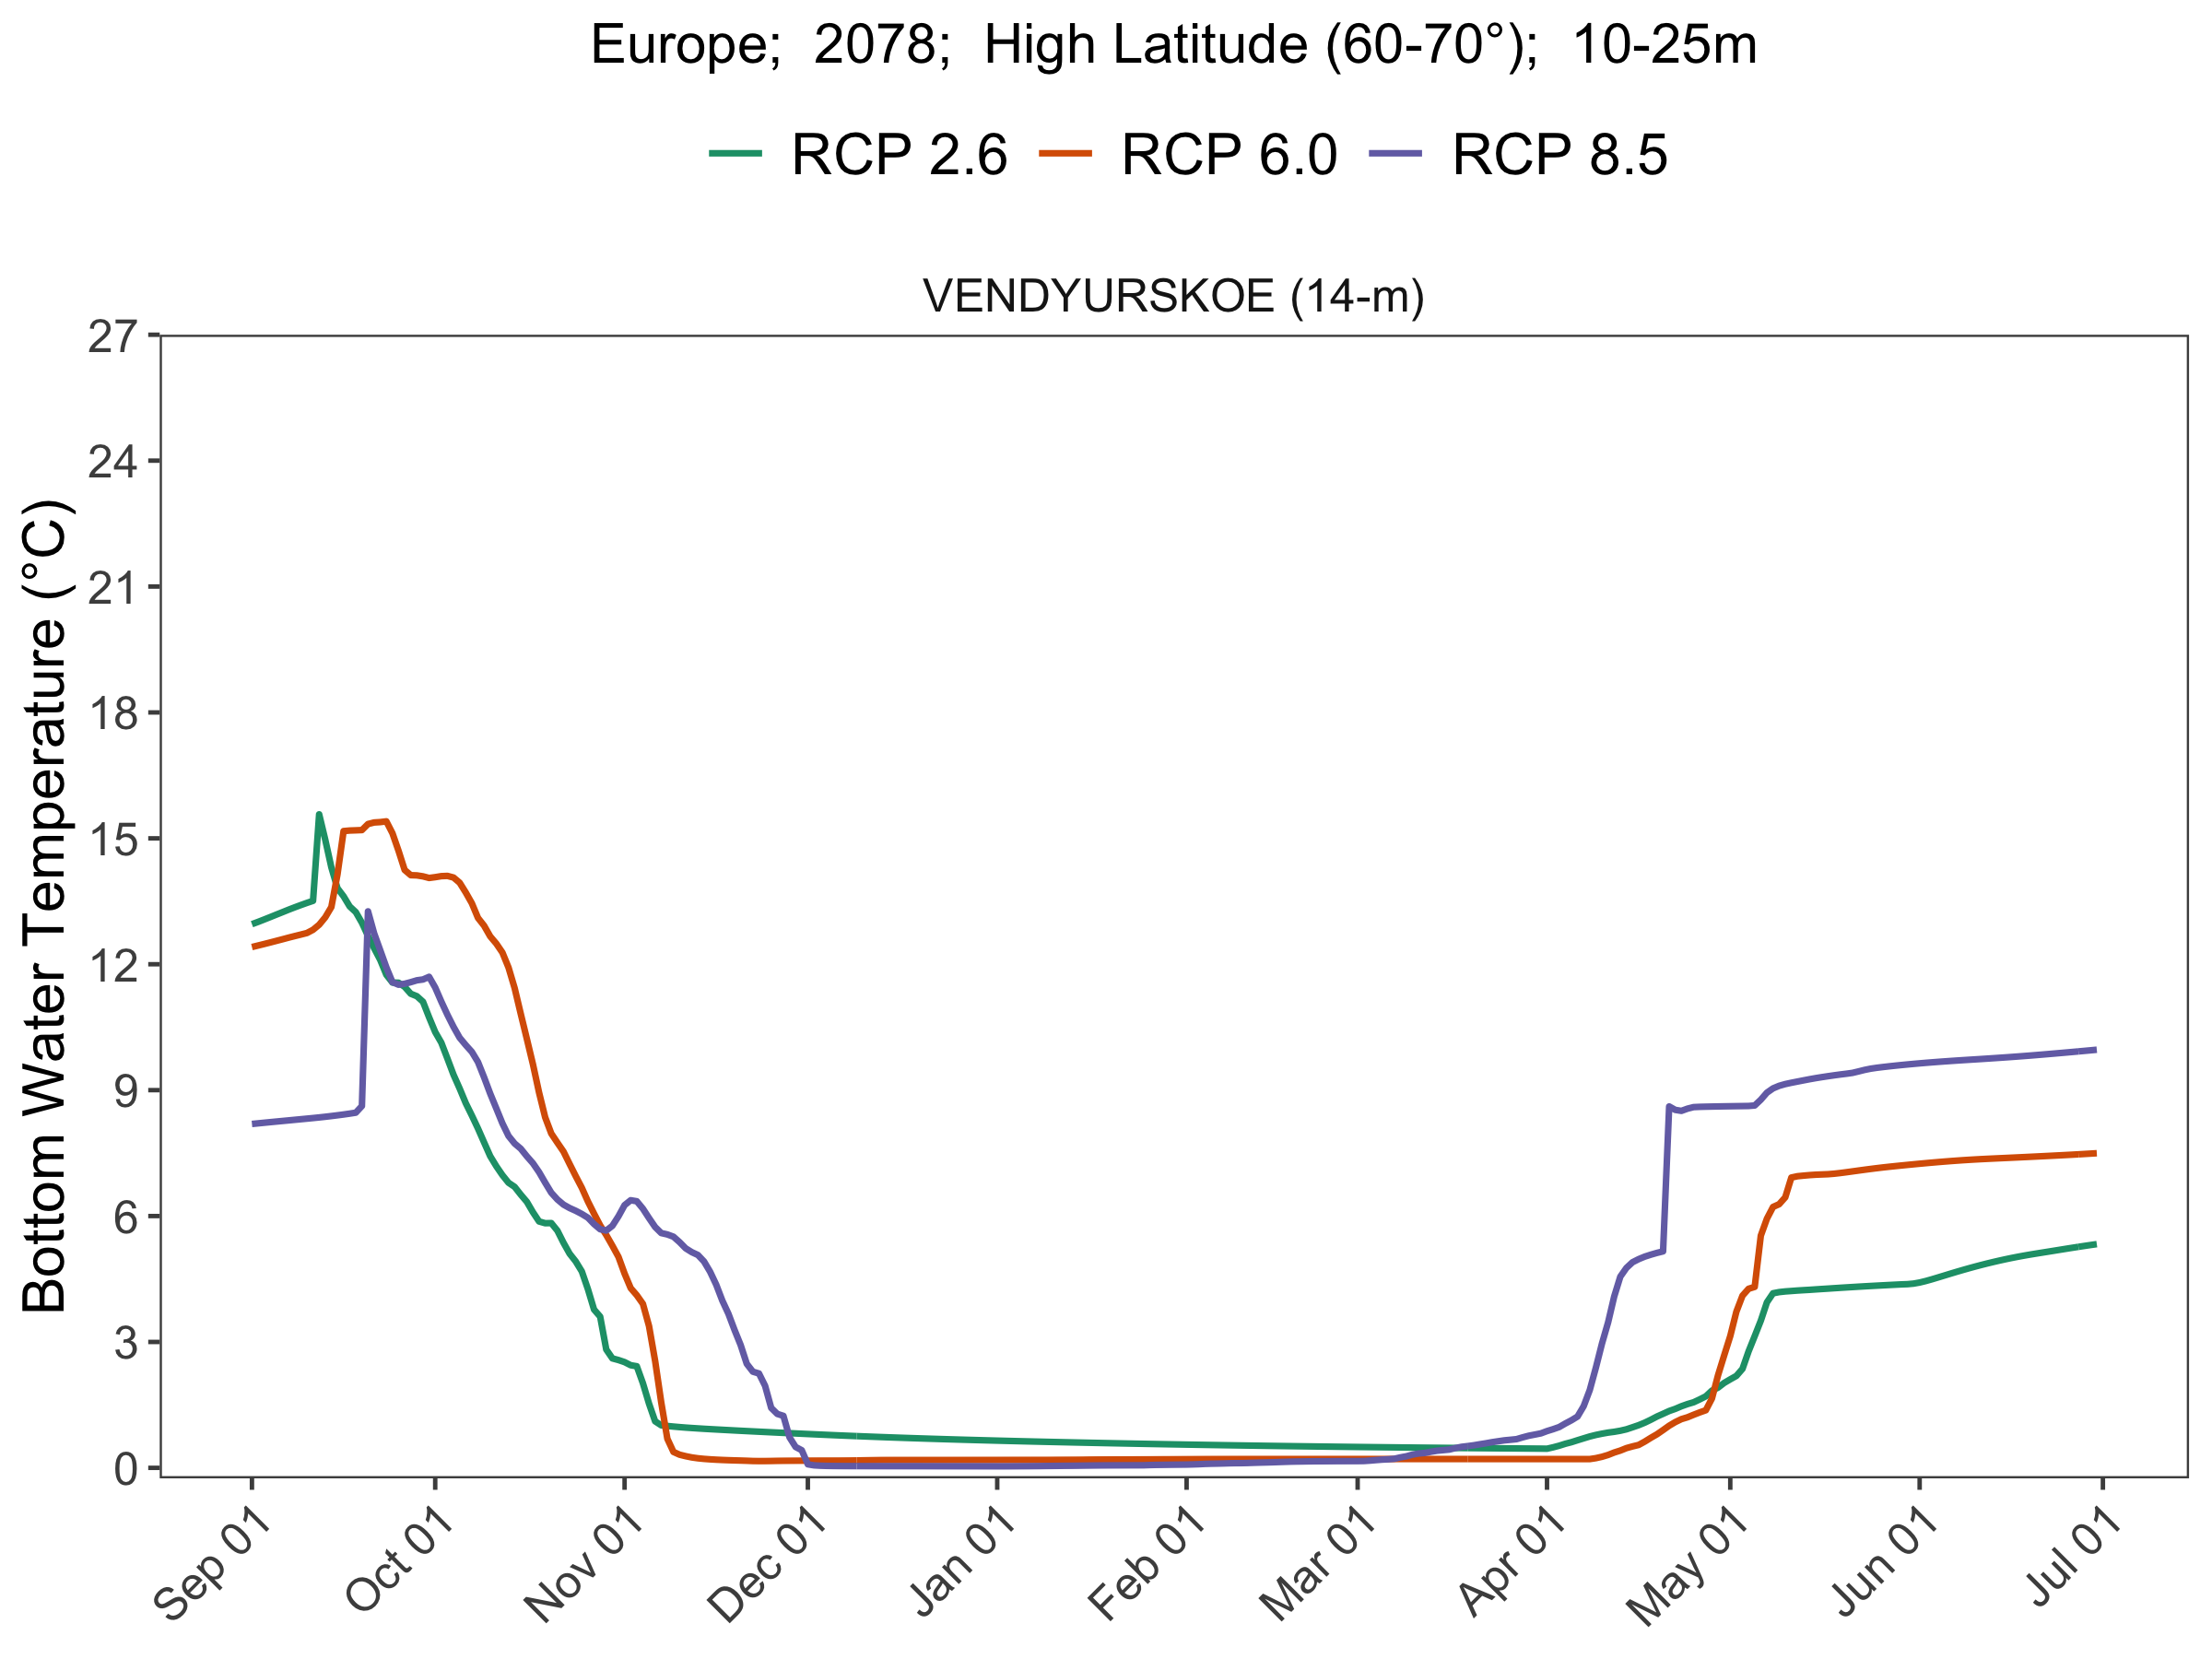 Europe;  2078;  High Latitude (60-70°);  10-25m
RCP 2.6 RCP 6.0 RCP 8.5
VENDYURSKOE (14-m)
Bottom Water Temperature (°C)
27
24
21
18
15
12
9
6
3
0
Sep 01 Oct 01 Nov 01 Dec 01 Jan 01 Feb 01 Mar 01 Apr 01 May 01 Jun 01 Jul 01